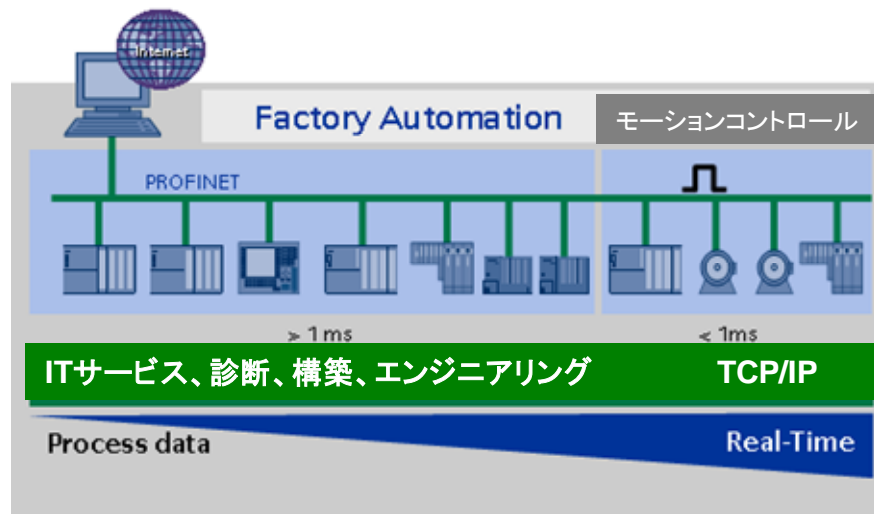 Internet
Factory Automation
モーションコントロール
PROFINET
> 1ms
< 1ms
ITサービス、診断、構築、エンジニアリング
TCP/IP
Process data
Real-Time